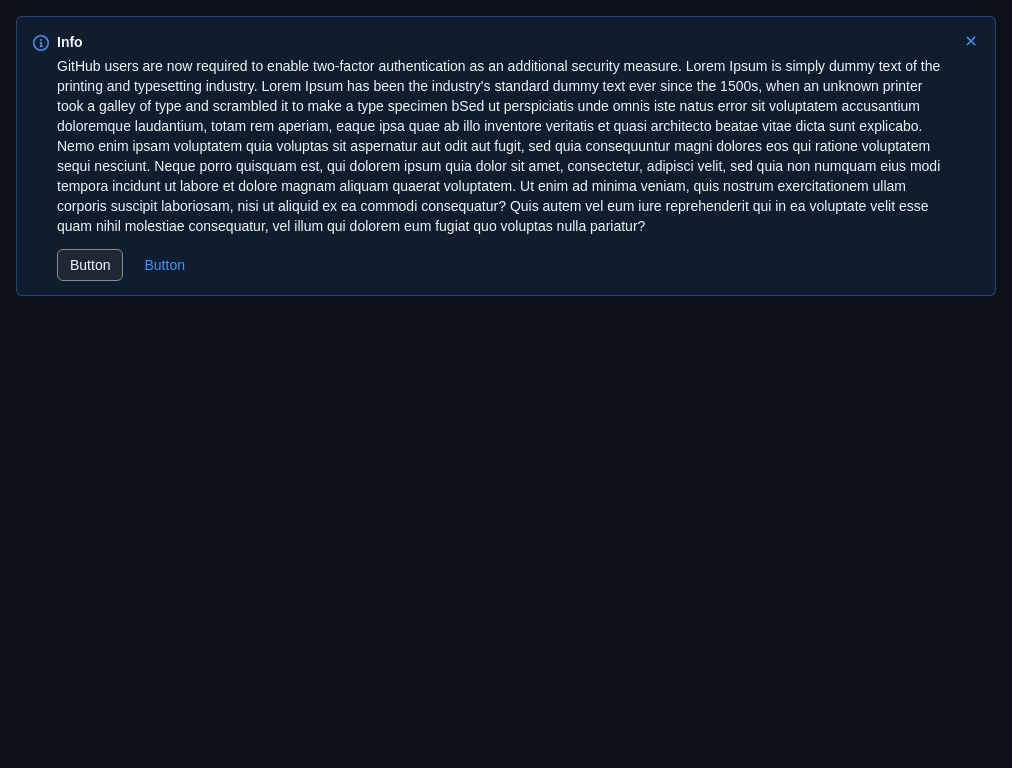 Info
GitHub users are now required to enable two-factor authentication as an additional security measure. Lorem Ipsum is simply dummy text of the
printing and typesetting industry. Lorem Ipsum has been the industry's standard dummy text ever since the 1500s, when an unknown printer
took a galley of type and scrambled it to make a type specimen bSed ut perspiciatis unde omnis iste natus error sit voluptatem accusantium
doloremque laudantium, totam rem aperiam, eaque ipsa quae ab illo inventore veritatis et quasi architecto beatae vitae dicta sunt explicabo.
Nemo enim ipsam voluptatem quia voluptas sit aspernatur aut odit aut fugit, sed quia consequuntur magni dolores eos qui ratione voluptatem
sequi nesciunt. Neque porro quisquam est, qui dolorem ipsum quia dolor sit amet, consectetur, adipisci velit, sed quia non numquam eius modi
tempora incidunt ut labore et dolore magnam aliquam quaerat voluptatem. Ut enim ad minima veniam, quis nostrum exercitationem ullam
corporis suscipit laboriosam, nisi ut aliquid ex ea commodi consequatur? Quis autem vel eum iure reprehenderit qui in ea voluptate velit esse
quam nihil molestiae consequatur, vel illum qui dolorem eum fugiat quo voluptas nulla pariatur?
Button Button